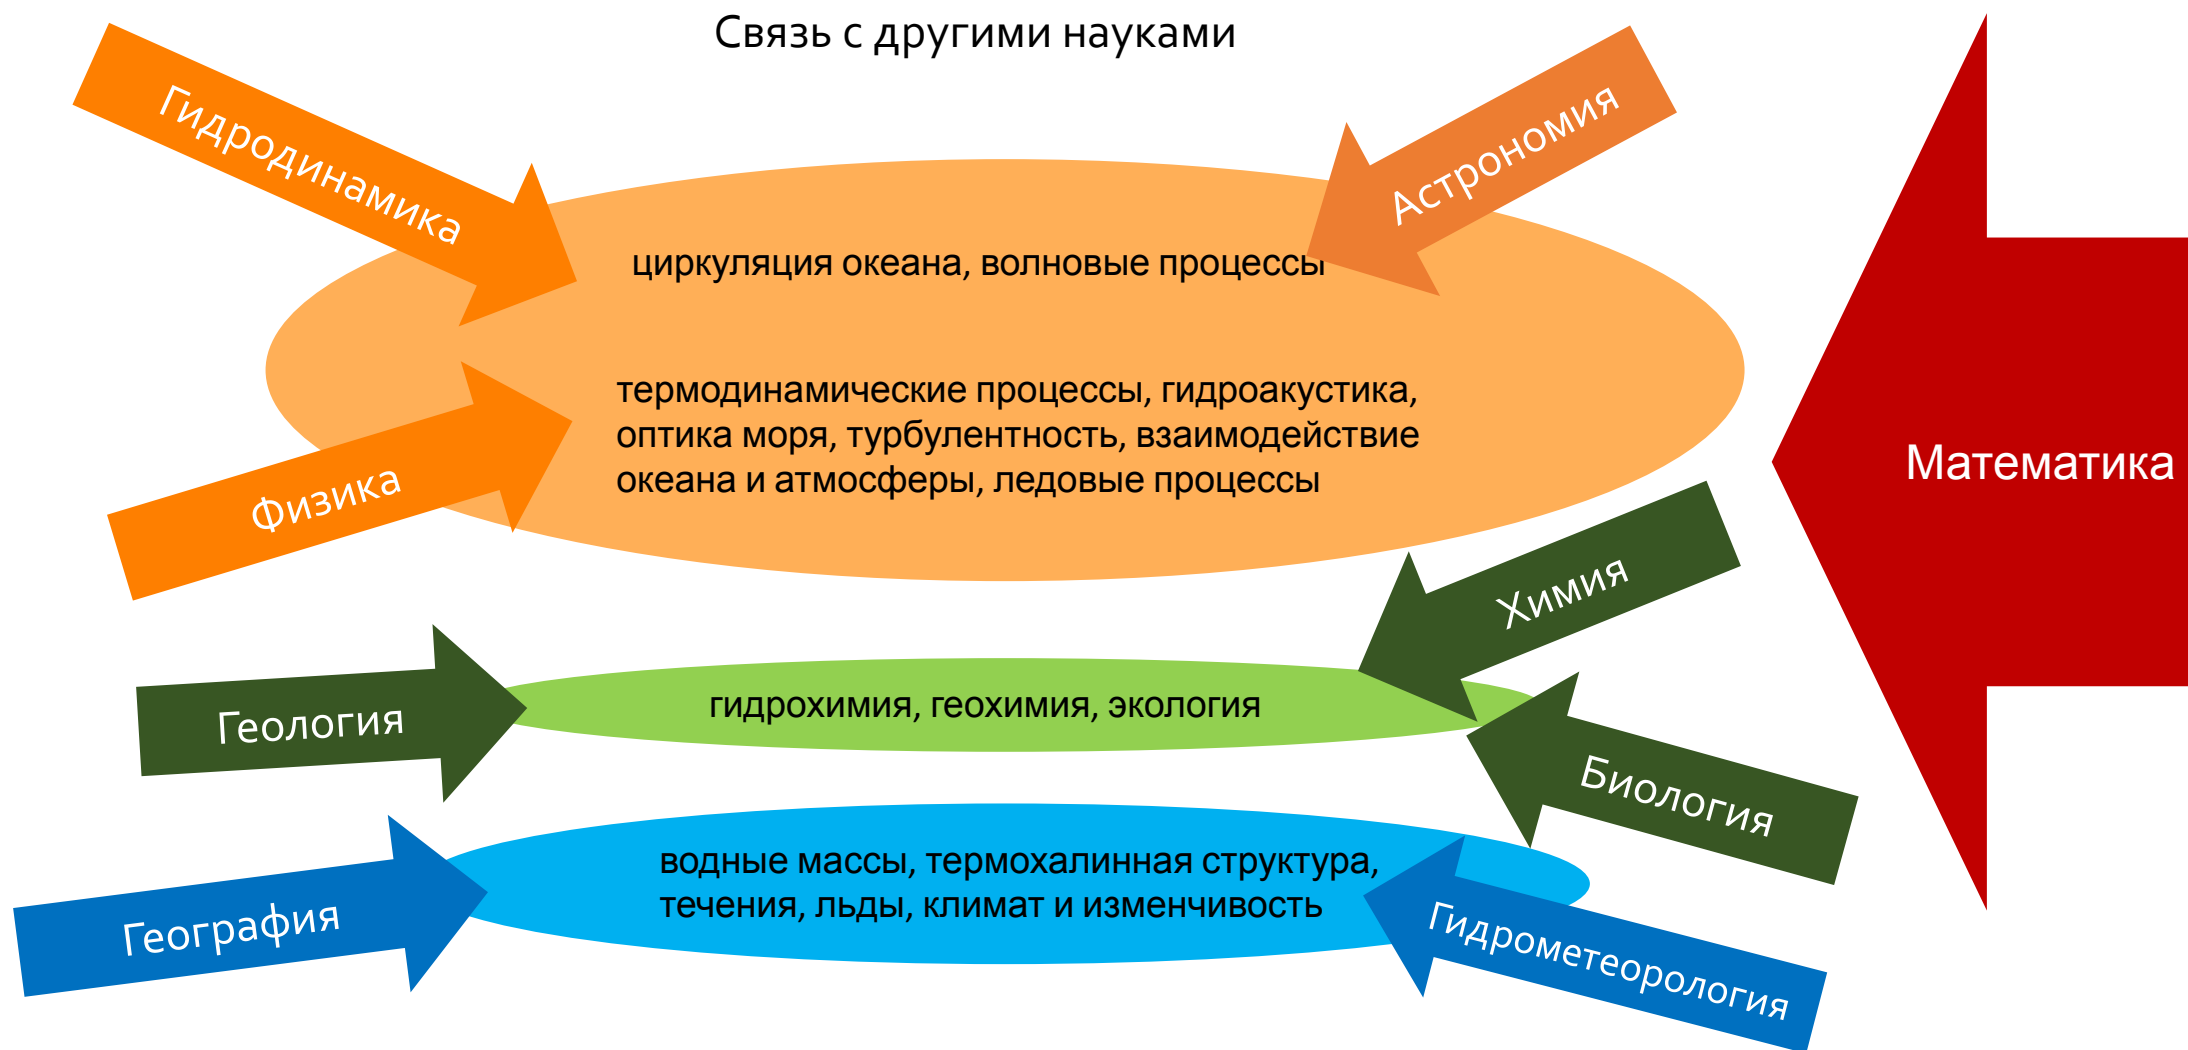 Связь с другими науками
Гидродинамика
Астрономия
циркуляция океана, волновые процессы
термодинамические процессы, гидроакустика,
оптика моря, турбулентность, взаимодействие
океана и атмосферы, ледовые процессы
Физика
Математика
Химия
Геология
гидрохимия, геохимия, экология
Биология
водные массы, термохалинная структура,
течения, льды, климат и изменчивость
География
Гидрометеорология